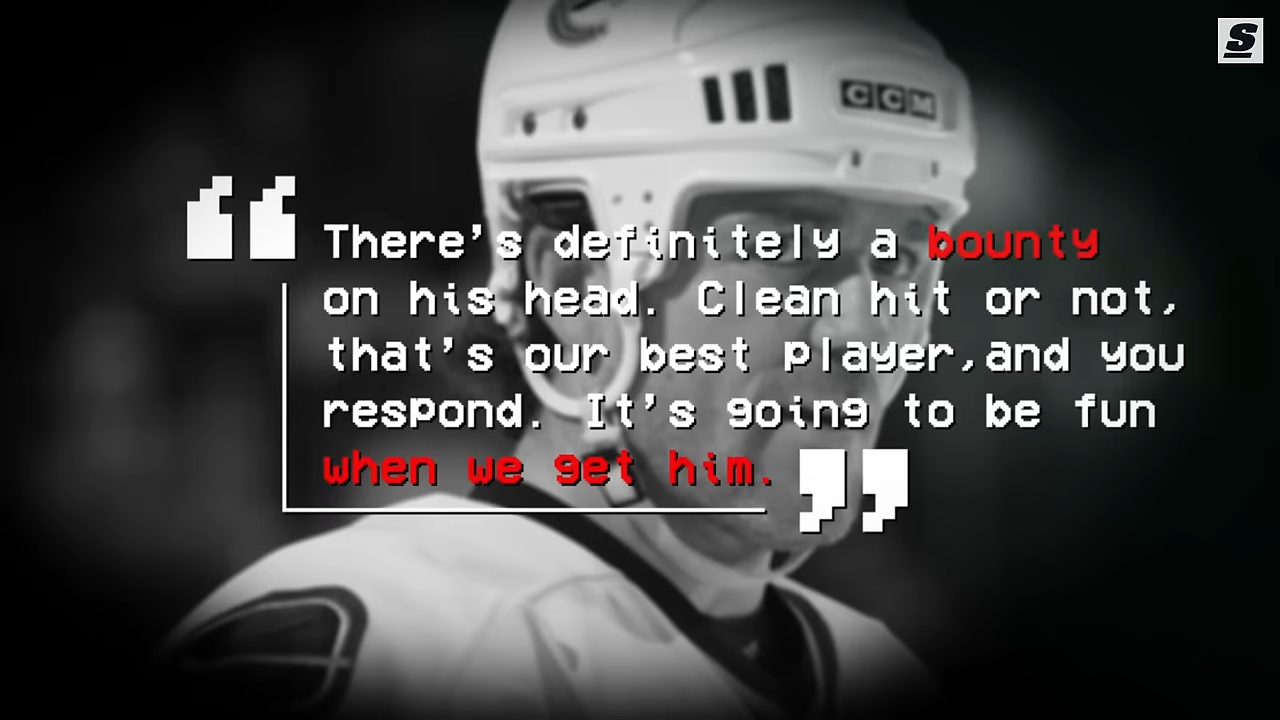 S
CCM
“There's definitely a bounty
on his head. Clean hit or not,
that's our best player,and you
respond. It's going to be fun
when we get him.”